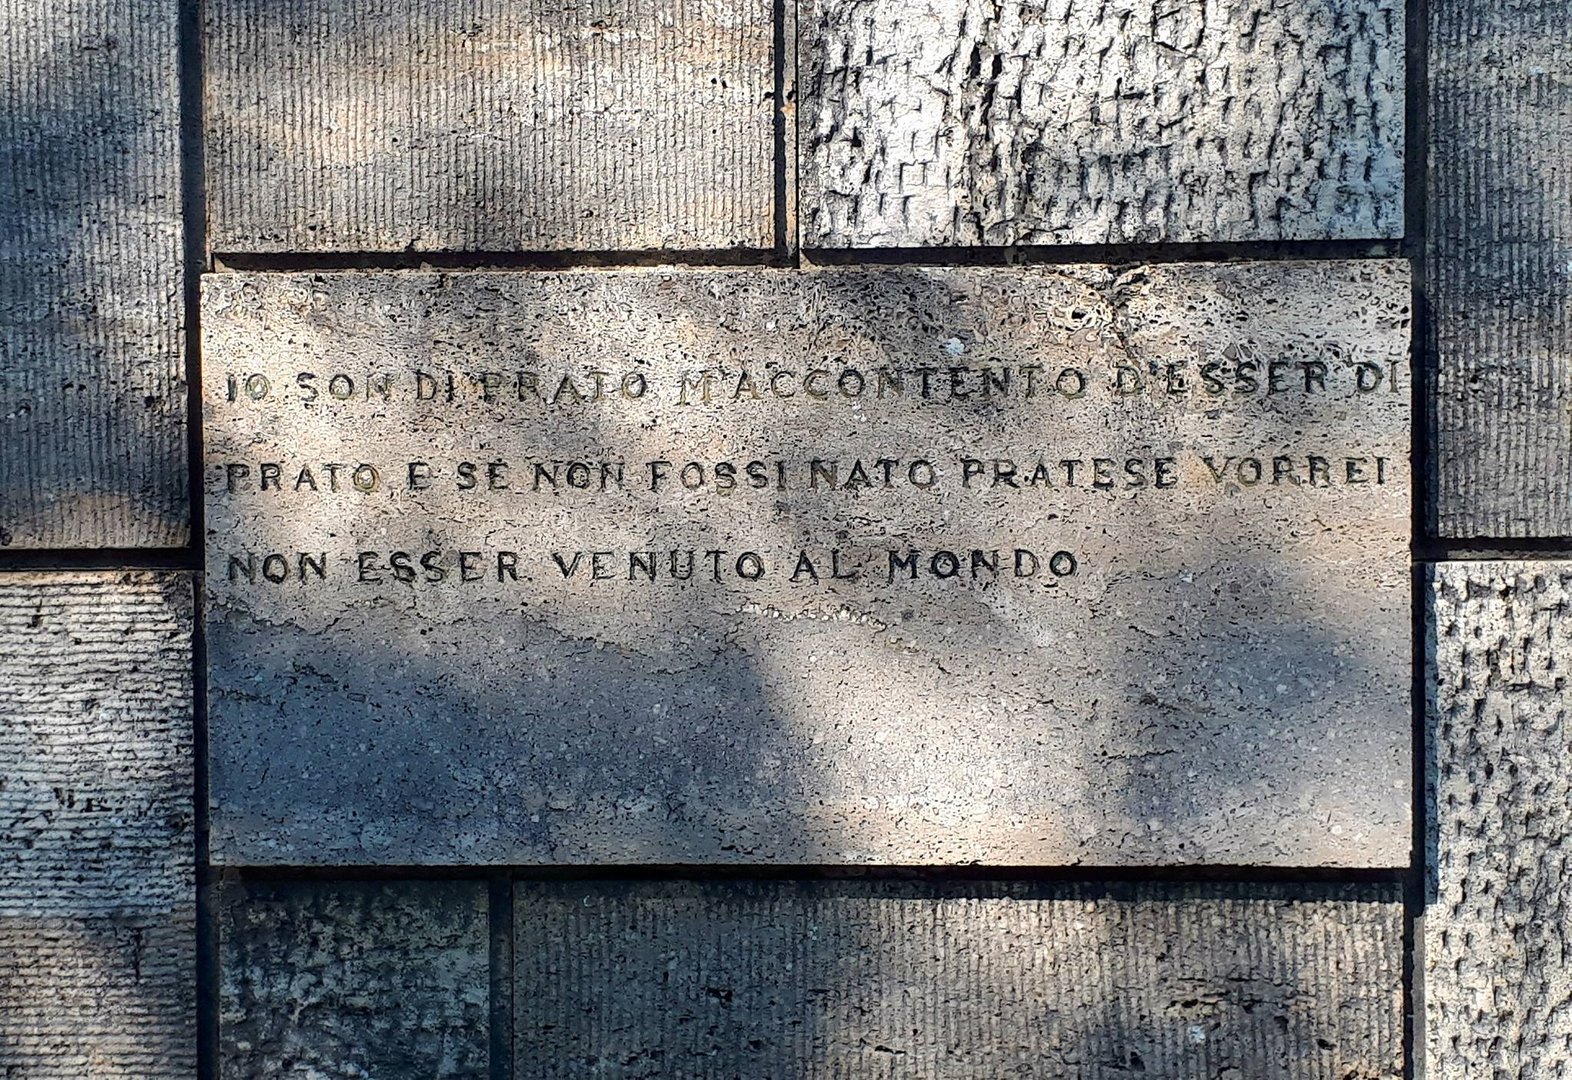 IO SON DI PRATO M'ACCONTENTO D'ESSER DI
PRATO E SE NON FOSSI NATO PRATESE VORREI
NON ESSER VENUTO AL MONDO